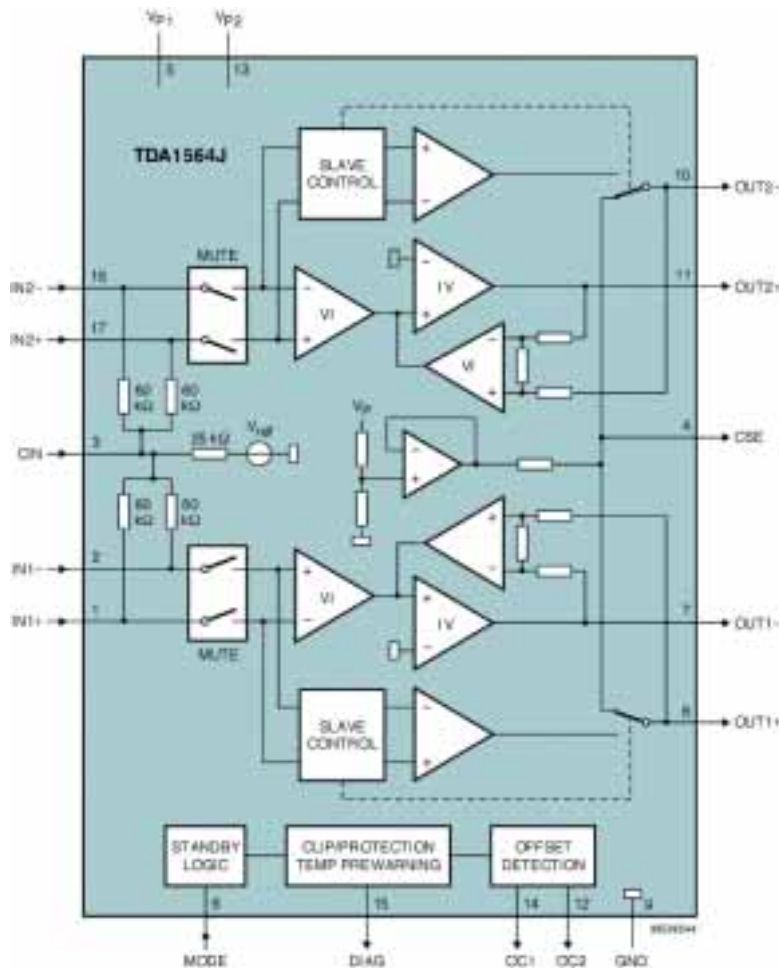 Vp1 Vp2
5 13
TDA1564J
SLAVE
CONTROL
+
−
10 OUT2−
MUTE
IN2− 16
−
VI
+
−
IV
+
11 OUT2+
IN2+ 17
−
VI
+
60
kΩ
60
kΩ
Vp
CIN 3
25 kΩ
Vref
−
+
4 CSE
60
kΩ
60
kΩ
+
−
IN1− 2
+
VI
−
+
IV
−
7 OUT1−
IN1+ 1
MUTE
SLAVE
CONTROL
−
+
8 OUT1+
STANDBY
LOGIC
CLIP/PROTECTION
TEMP PREWARNING
OFFSET
DETECTION
6 15 14 12 9
MODE DIAG OC1 OC2 GND